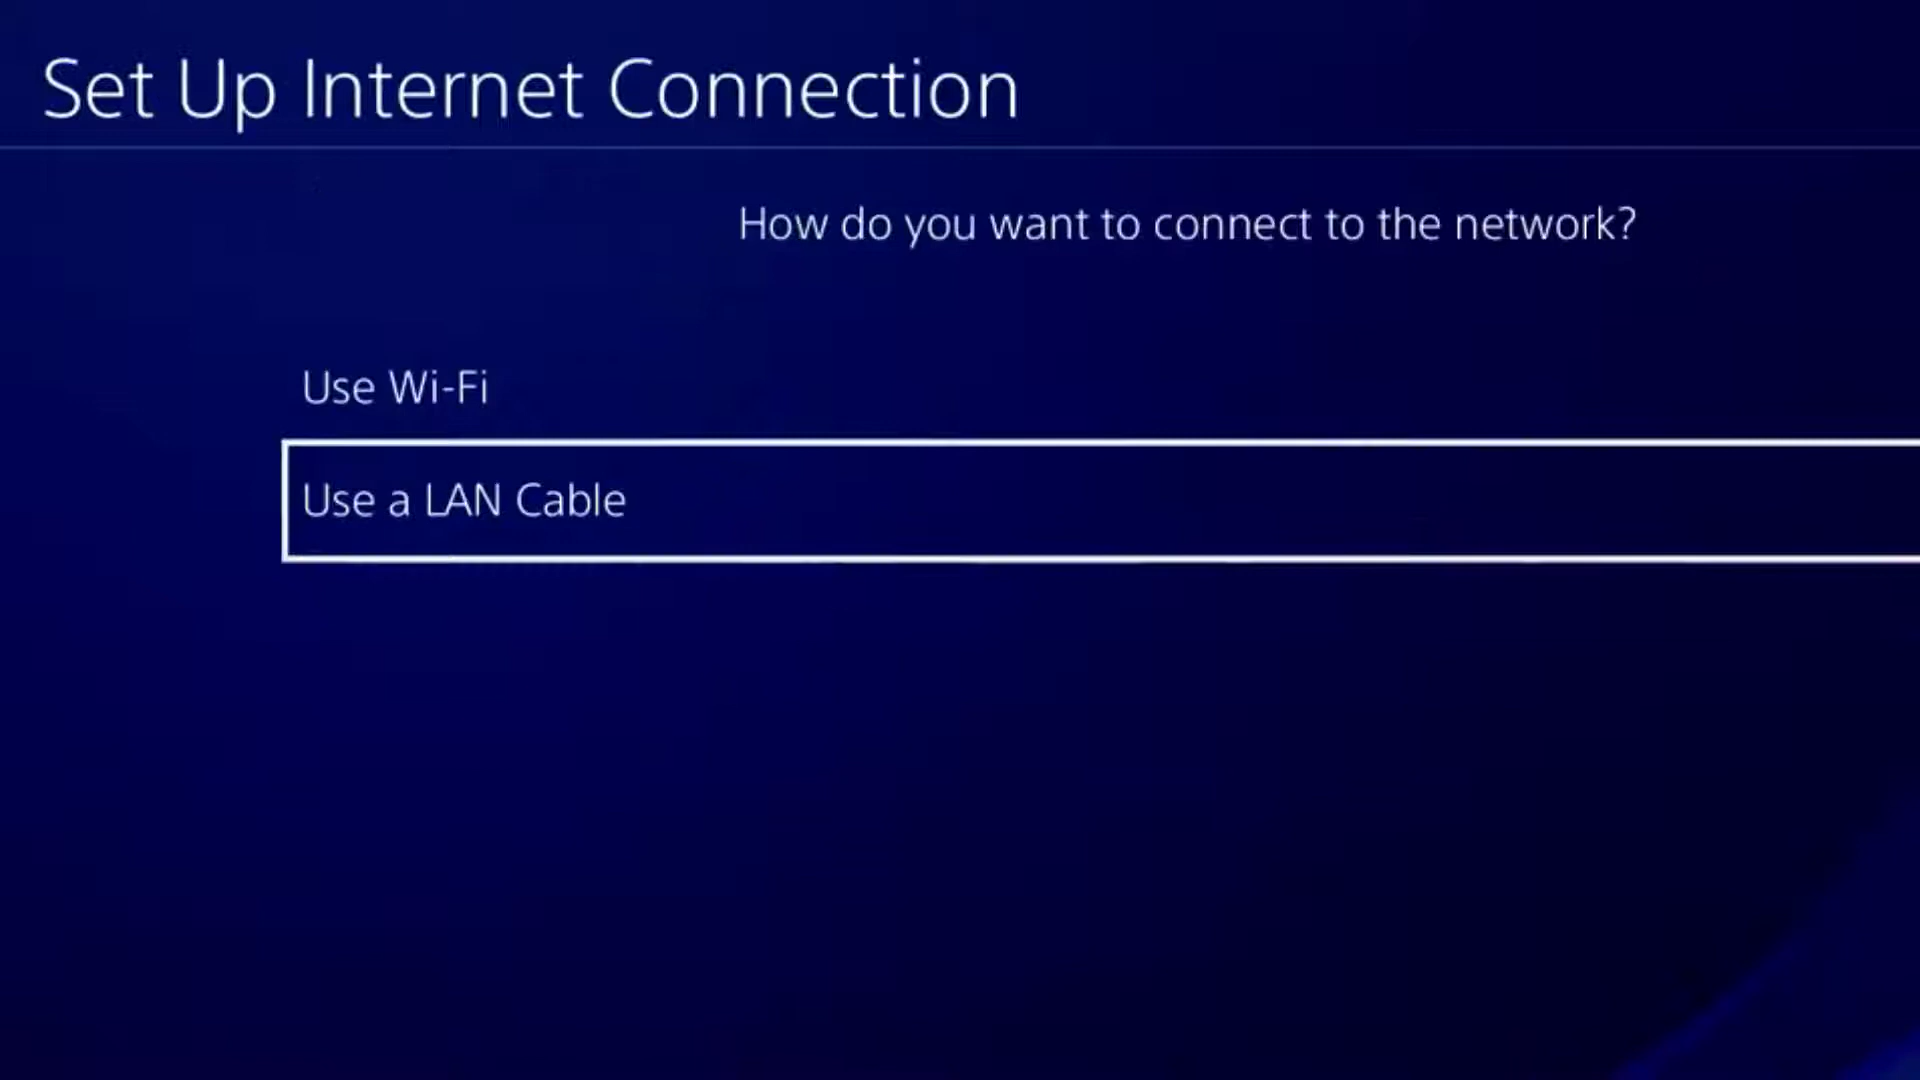 Set Up Internet Connection
How do you want to connect to the network?
Use Wi-Fi
Use a LAN Cable